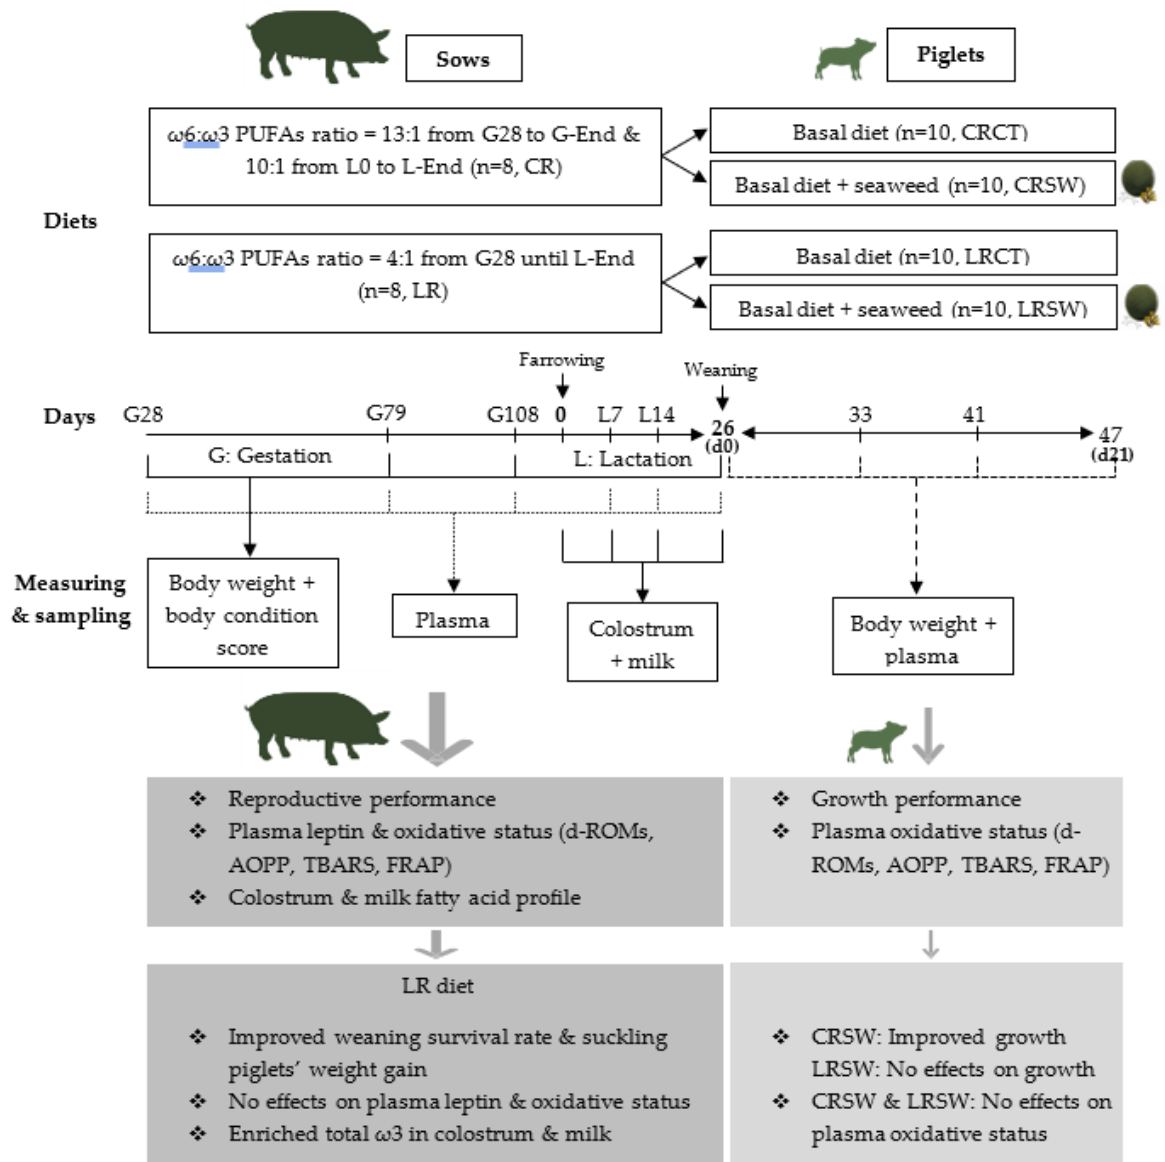 Sows
Piglets
Diets
ω6:ω3 PUFAs ratio = 13:1 from G28 to G-End &
10:1 from L0 to L-End (n=8, CR)
Basal diet (n=10, CRCT)
Basal diet + seaweed (n=10, CRSW)
ω6:ω3 PUFAs ratio = 4:1 from G28 until L-End
(n=8, LR)
Basal diet (n=10, LRCT)
Basal diet + seaweed (n=10, LRSW)
Farrowing
Weaning
Days
G28
G79
G108
0
L7
L14
26
(d0)
33
41
47
(d21)
G: Gestation
L: Lactation
Measuring
& sampling
Body weight +
body condition
score
Plasma
Colostrum
+ milk
Body weight +
plasma
❖ Reproductive performance
❖ Plasma leptin & oxidative status (d-ROMs,
AOPP, TBARS, FRAP)
❖ Colostrum & milk fatty acid profile
❖ Growth performance
❖ Plasma oxidative status (d-
ROMs, AOPP, TBARS, FRAP)
LR diet
❖ Improved weaning survival rate & suckling
piglets’ weight gain
❖ No effects on plasma leptin & oxidative status
❖ Enriched total ω3 in colostrum & milk
❖ CRSW: Improved growth
LRSW: No effects on growth
❖ CRSW & LRSW: No effects on
plasma oxidative status